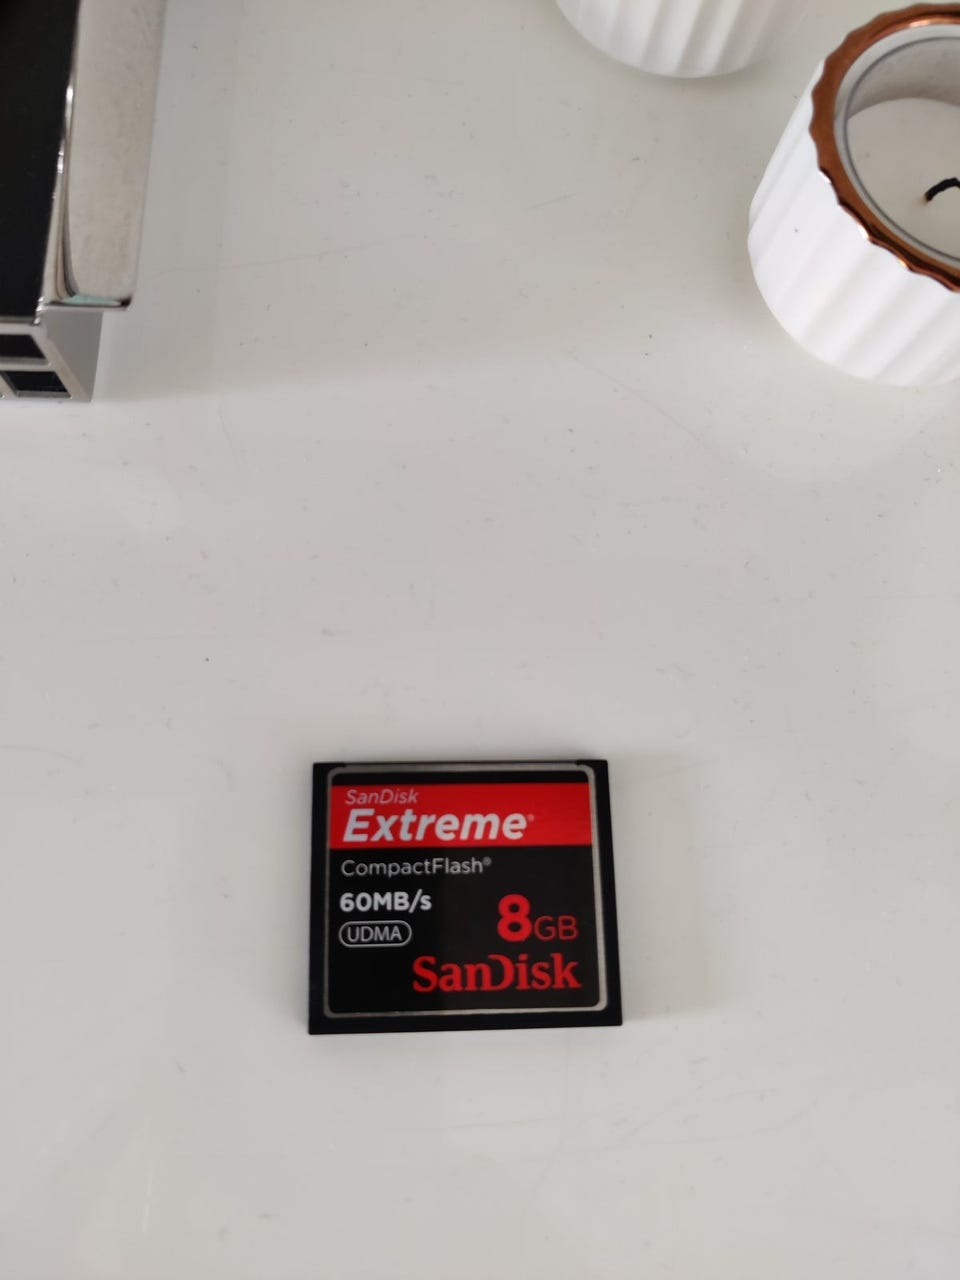 SanDisk
Extreme®
CompactFlash®
60MB/s
UDMA
8GB
SanDisk